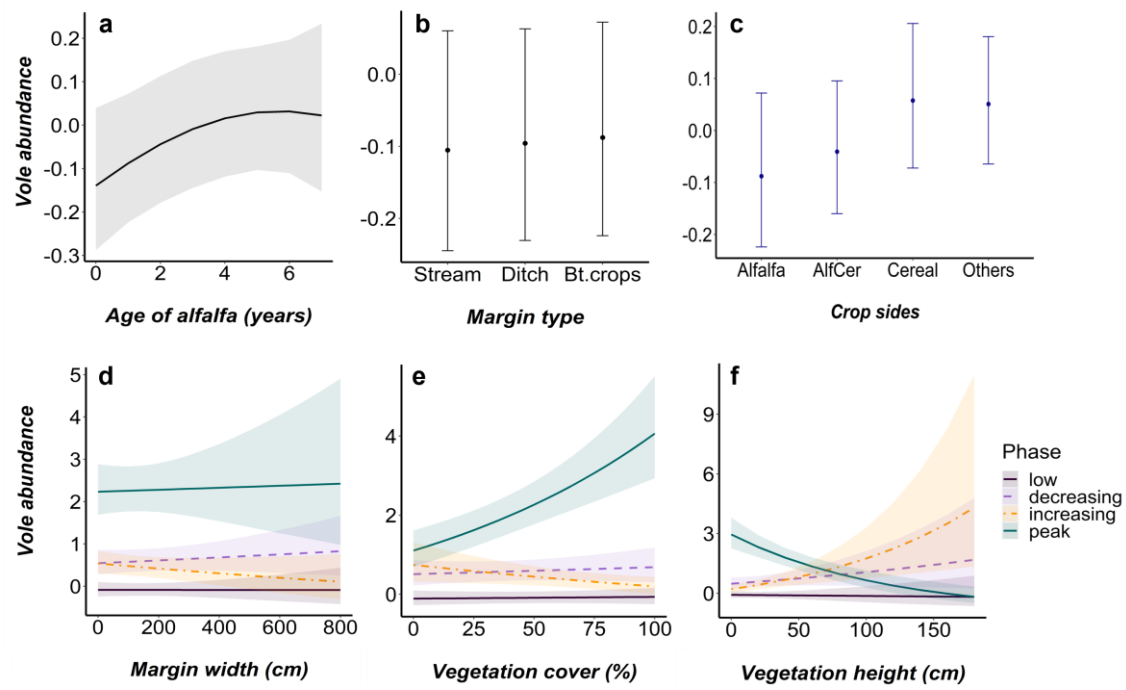 a
b
c
Vole abundance
0.2
0.1
0.0
-0.1
-0.2
-0.3
0 2 4 6
Age of alfalfa (years)
0.0
-0.1
-0.2
Stream Ditch Bt.crops
Margin type
0.2
0.1
0.0
-0.1
-0.2
Alfalfa AlfCer Cereal Others
Crop sides
d
e
f
Vole abundance
5
4
3
2
1
0
0 200 400 600 800
Margin width (cm)
4
2
0
0 25 50 75 100
Vegetation cover (%)
9
6
3
0
0 50 100 150
Vegetation height (cm)
Phase
low
decreasing
increasing
peak